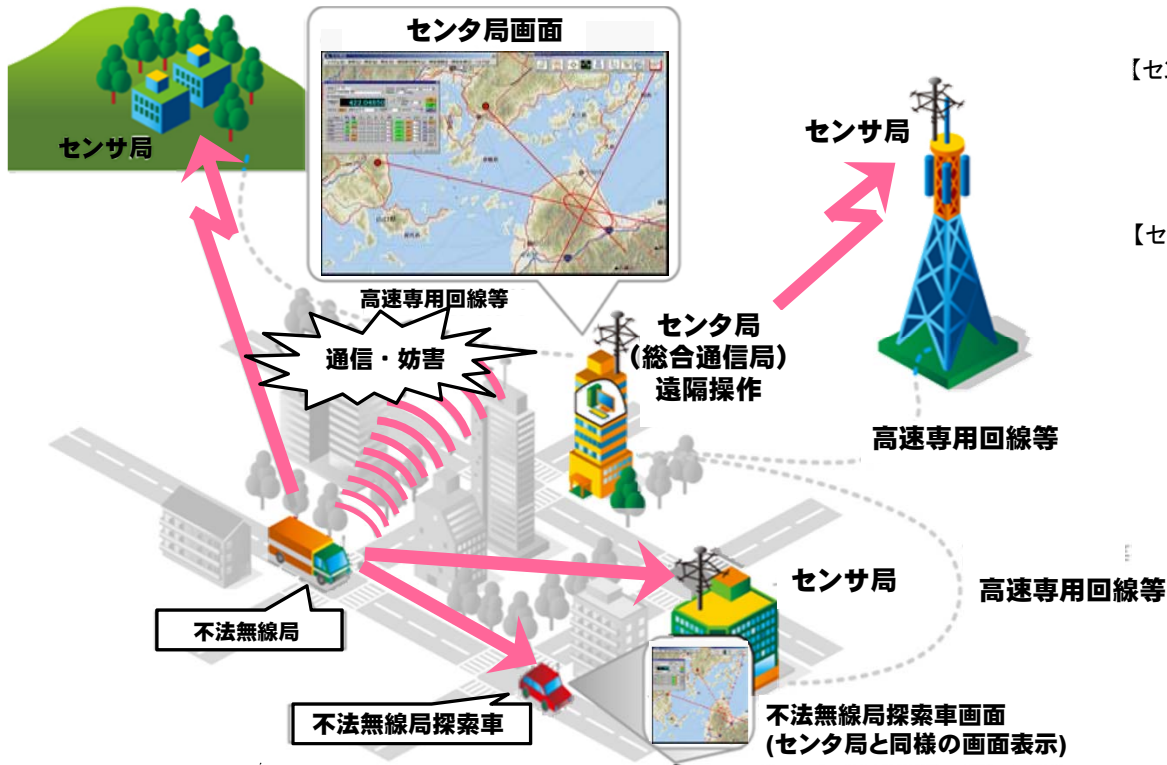 センタ局画面
【セ
センサ局
センサ局
422.04650
【セ
高速専用回線等
通信・妨害
センタ局
(総合通信局)
遠隔操作
高速専用回線等
センサ局
高速専用回線等
不法無線局
不法無線局探索車
不法無線局探索車画面
(センタ局と同様の画面表示)